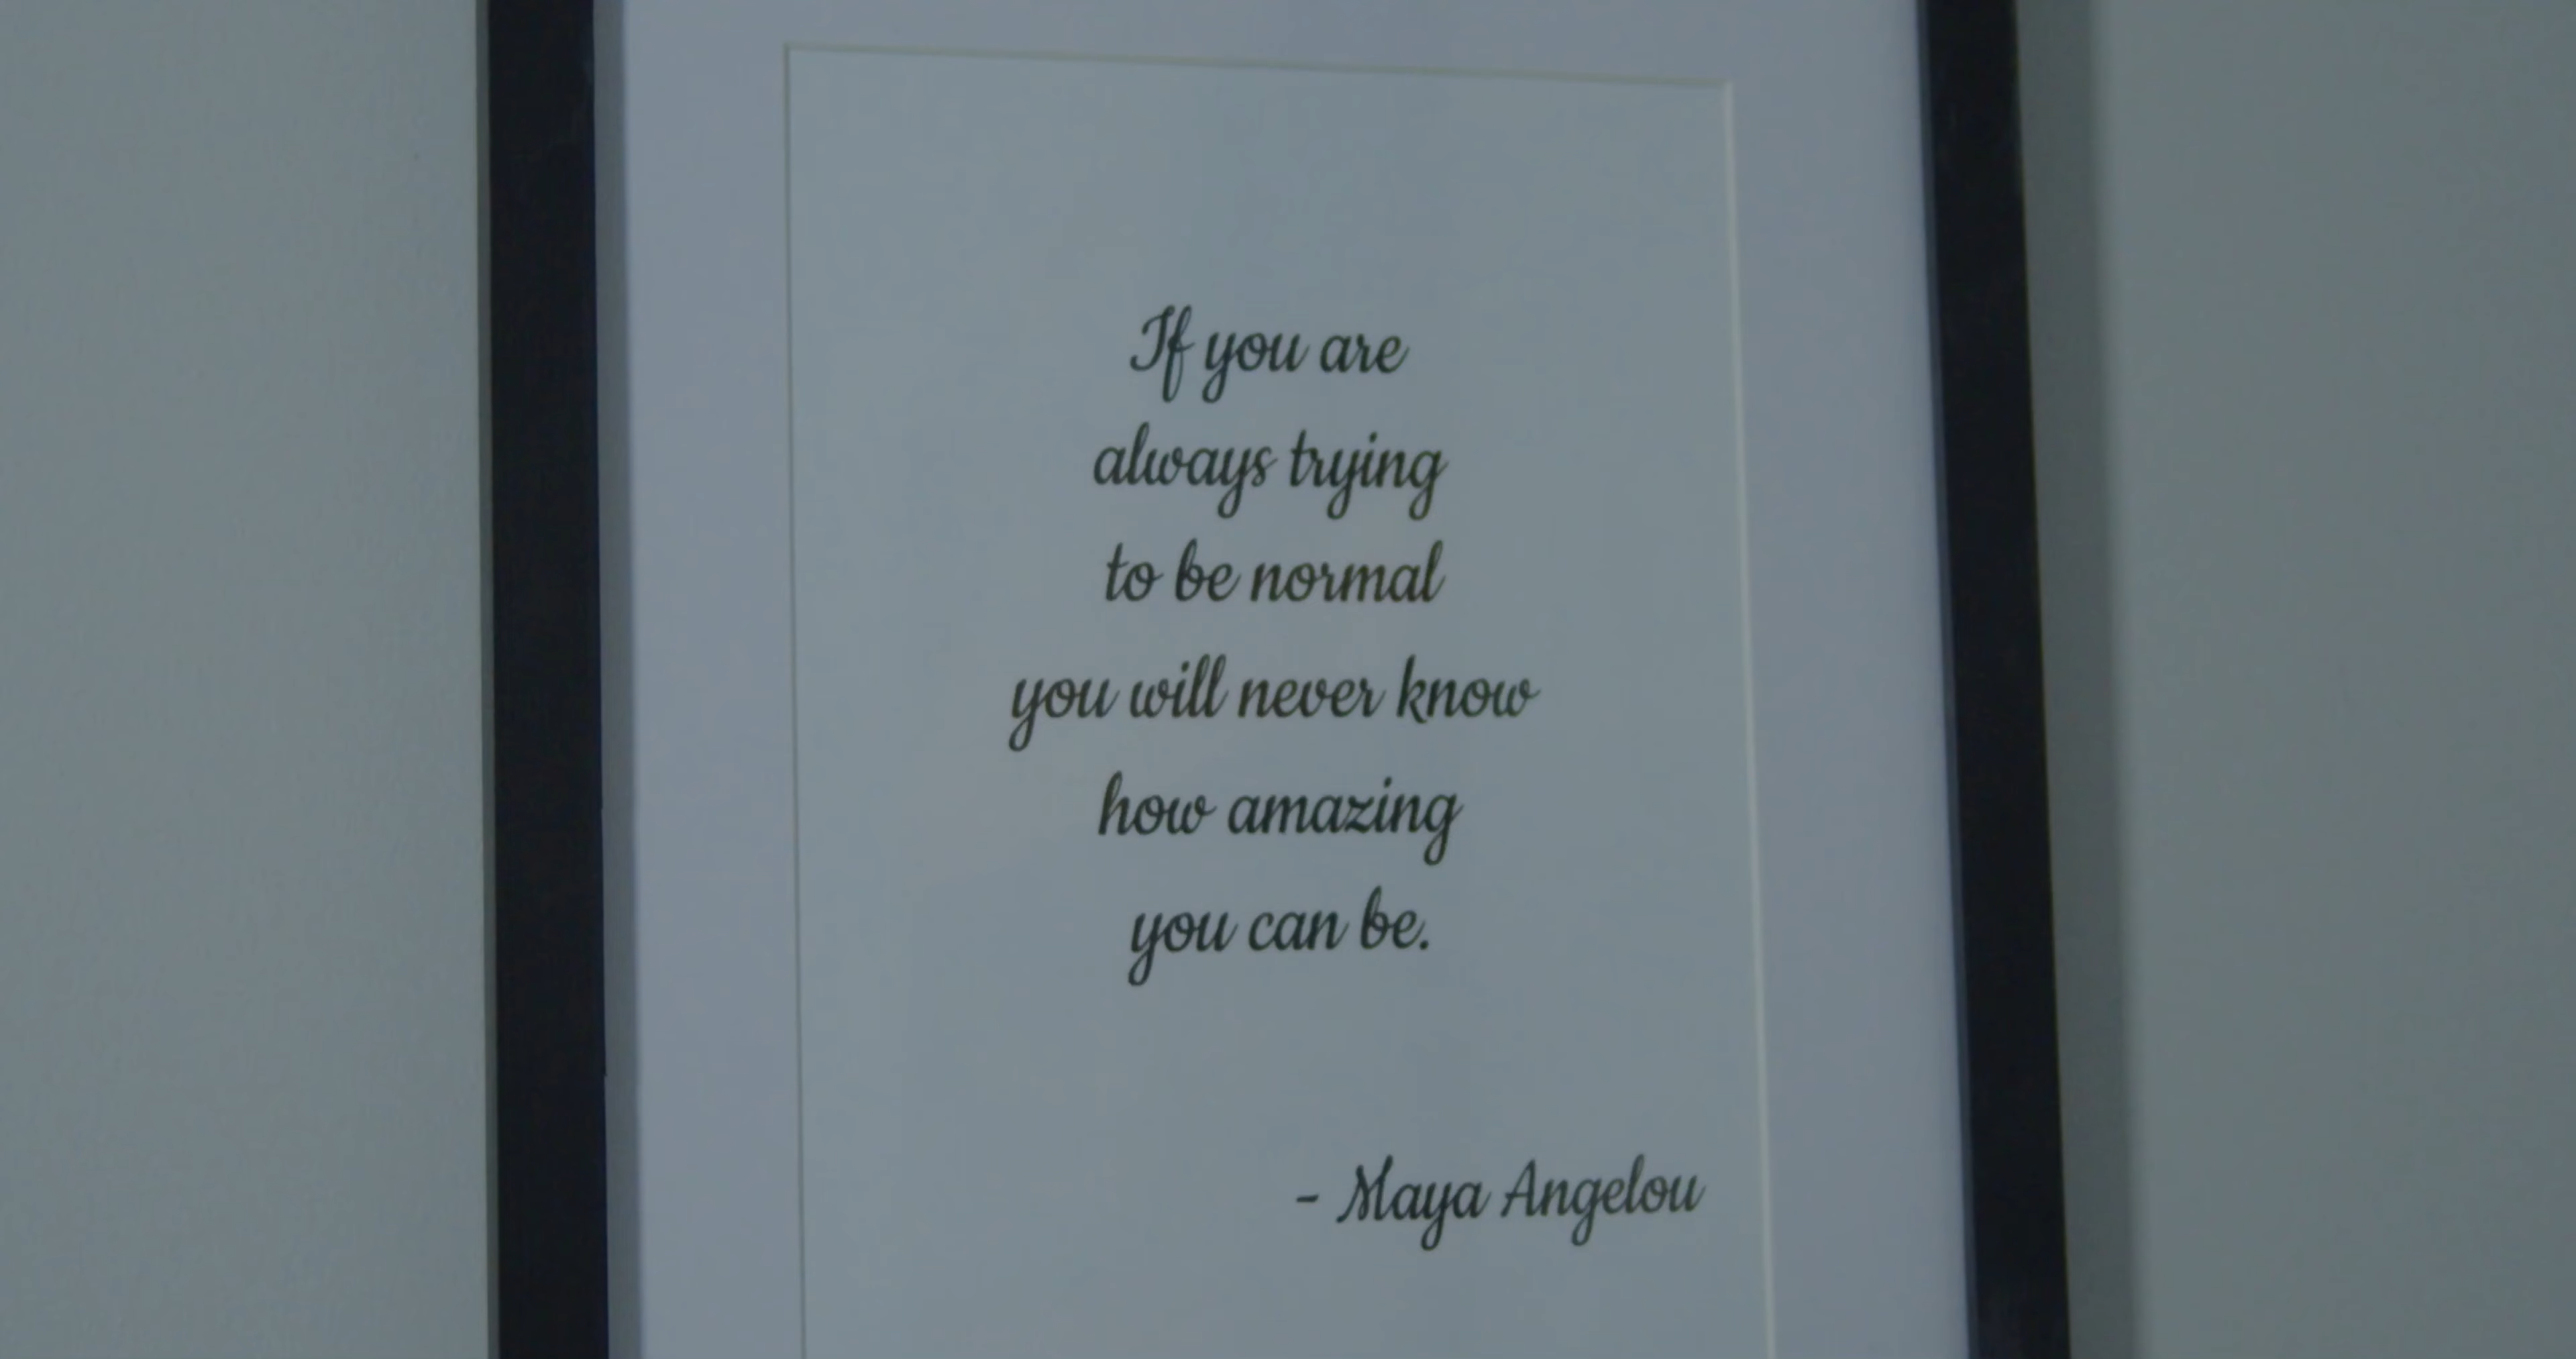 If you are
always trying
to be normal
you will never know
how amazing
you can be.
- Maya Angelou